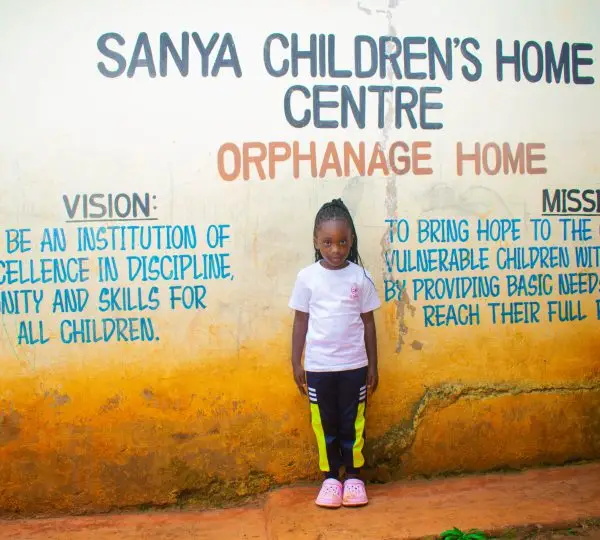 SANYA CHILDREN'S HOME
CENTRE
ORPHANAGE HOME
VISION:
BE AN INSTITUTION OF
CELLENCE IN DISCIPLINE,
NITY AND SKILLS FOR
ALL CHILDREN.
MISSI
TO BRING HOPE TO THE
VULNERABLE CHILDREN WIT
BY PROVIDING BASIC NEEDS
REACH THEIR FULL